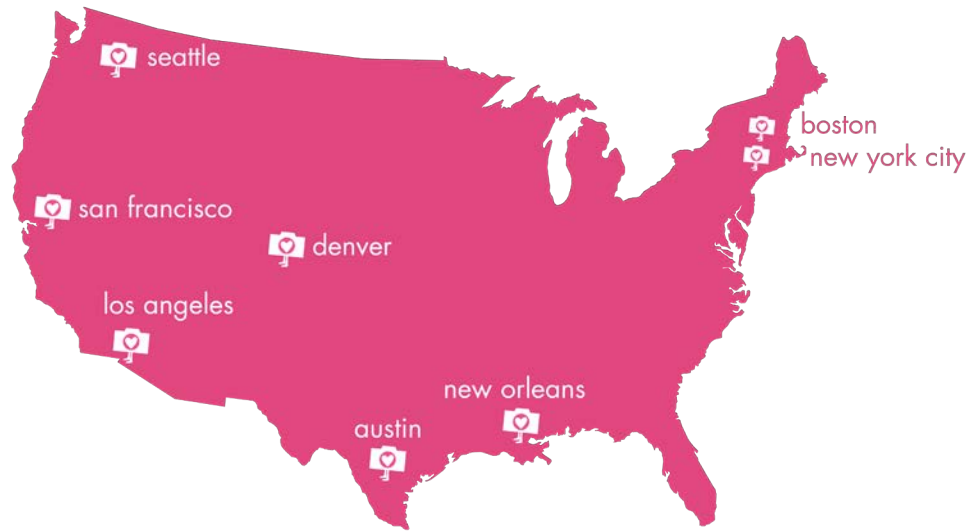 seattle
boston
new york city
san francisco
denver
los angeles
new orleans
austin